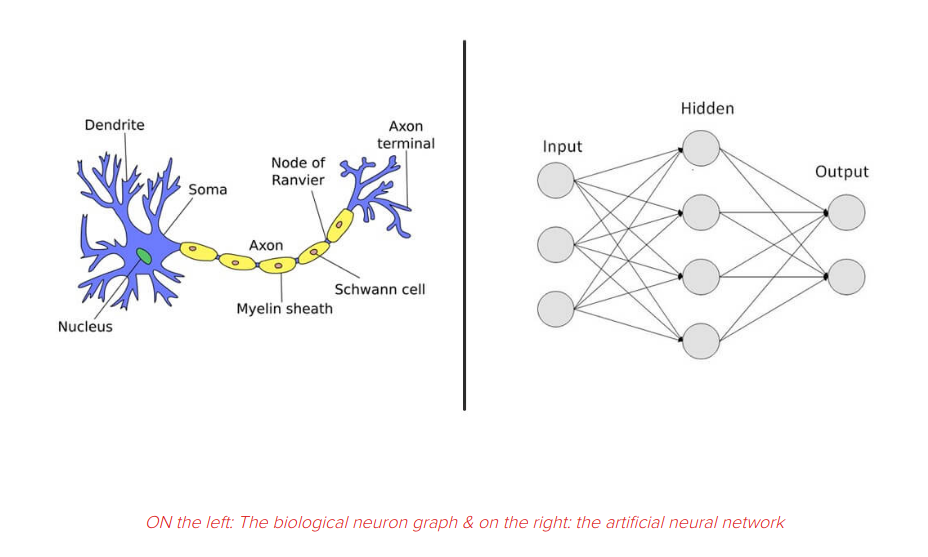 Dendrite
Axon
terminal
Node of
Ranvier
Soma
Axon
Schwann cell
Myelin sheath
Nucleus
Hidden
Input
Output
ON the left: The biological neuron graph & on the right: the artificial neural network